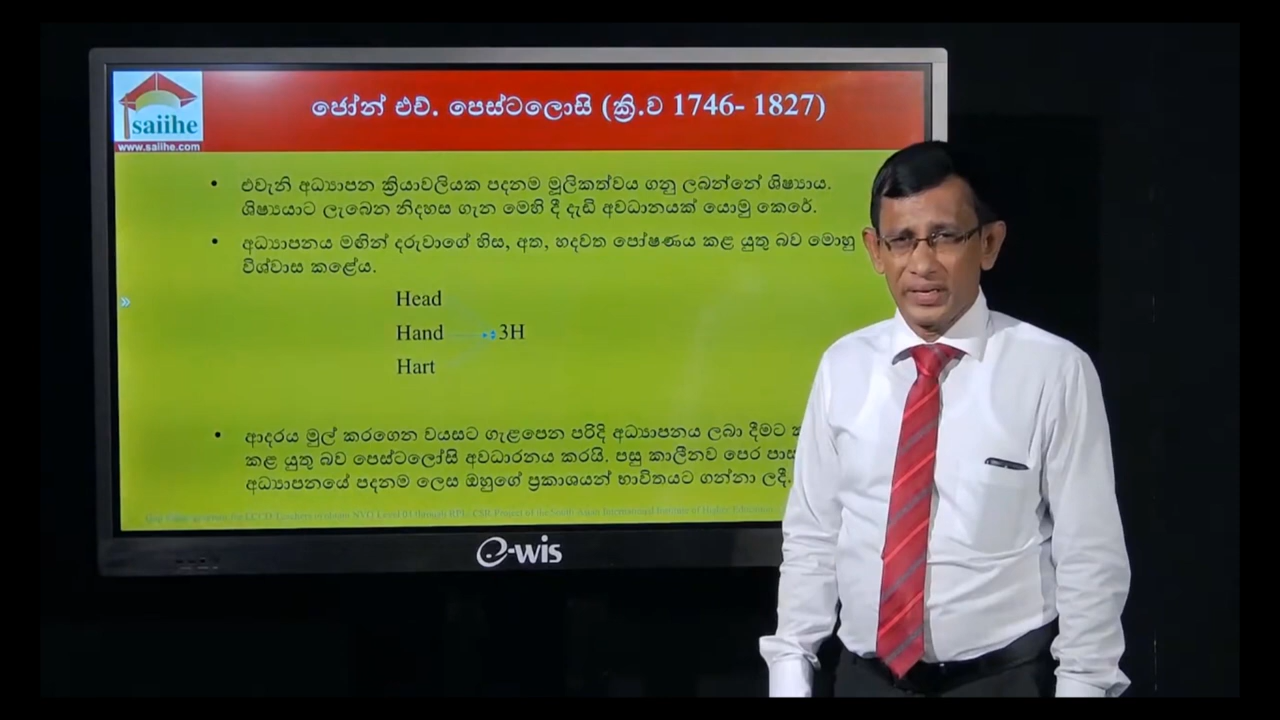 saiihe
www.saiihe.com
ජෝන් එච්. පෙස්ටලොසි (ක්‍රි.ව 1746- 1827)
• එවැනි අධ්‍යාපන ක්‍රියාවලියක පදනම මූලිකත්වය ගනු ලබන්නේ ශිෂ්‍යාය.
ශිෂ්‍යයාට ලැබෙන නිදහස ගැන මෙහි දී දැඩි අවධානයක් යොමු කෙරේ.
• අධ්‍යාපනය මඟින් දරුවාගේ හිස, අත, හදවත පෝෂණය කළ යුතු බව මොහු
විශ්වාස කළේය.
Head
Hand 3H
Hart
• ආදරය මුල් කරගෙන වයසට ගැළපෙන පරිදි අධ්‍යාපනය ලබා දීමට
කළ යුතු බව පෙස්ටලෝසි අවධාරනය කරයි. පසු කාලීනව පෙර
අධ්‍යාපනයේ පදනම ලෙස ඔහුගේ ප්‍රකාශයන් භාවිතයට ගන්නා ලදී.
e-wis